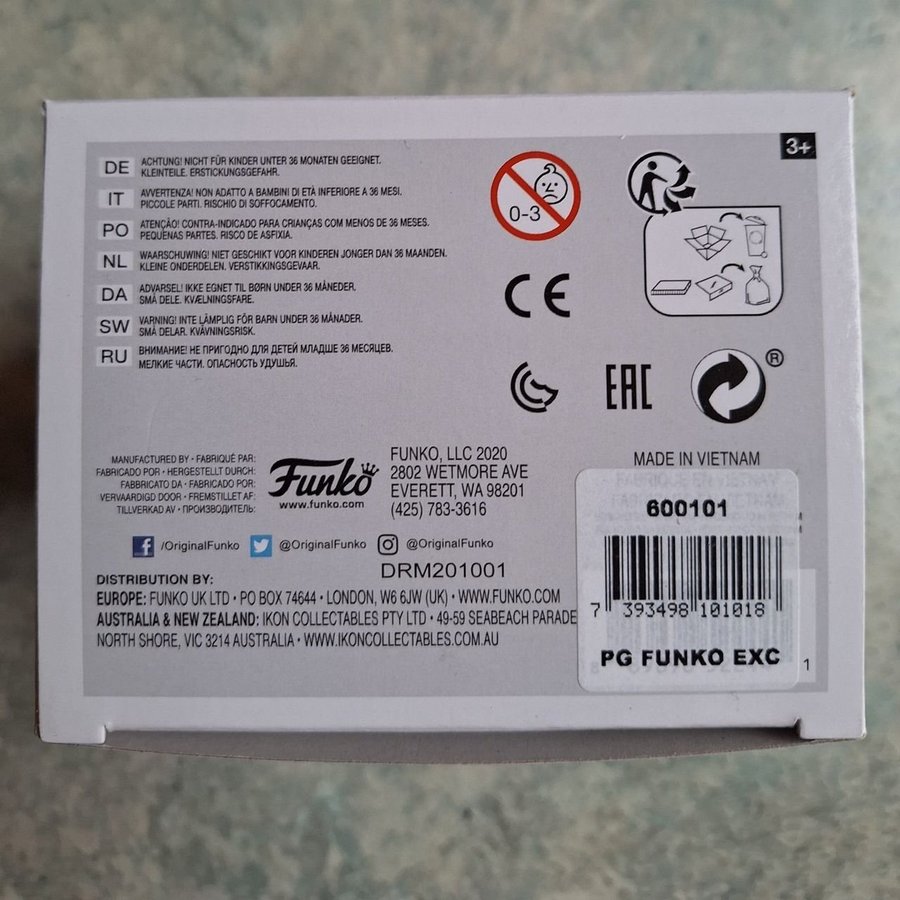 3+
DE ACHTUNG! NICHT FÜR KINDER UNTER 36 MONATEN GEEIGNET.
KLEINTEILE. ERSTICKUNGSGEFAHR.
IT AVVERTENZA! NON ADATTO A BAMBINI DI ETÀ INFERIORE A 36 MESI.
PICCOLE PARTI. RISCHIO DI SOFFOCAMENTO.
PO ATENÇÃO! CONTRA-INDICADO PARA CRIANÇAS COM MENOS DE 36 MESES.
PEQUENAS PARTES. RISCO DE ASFIXIA.
NL WAARSCHUWING! NIET GESCHIKT VOOR KINDEREN JONGER DAN 36 MAANDEN.
KLEINE ONDERDELEN. VERSTIKKINGSGEVAAR.
DA ADVARSEL! IKKE EGNET TIL BØRN UNDER 36 MÅNEDER.
SMÅ DELE. KVÆLNINGSFARE.
SW VARNING! INTE LÄMPLIG FÖR BARN UNDER 36 MÅNADER.
SMÅ DELAR. KVÄVNINGSRISK.
RU ВНИМАНИЕ! НЕ ПРИГОДНО ДЛЯ ДЕТЕЙ МЛАДШЕ 36 МЕСЯЦЕВ.
МЕЛКИЕ ЧАСТИ. ОПАСНОСТЬ УДУШЬЯ.
0-3
CE
EAC
®
MANUFACTURED BY • FABRIQUÉ PAR:
FABRICADO POR • HERGESTELLT DURCH:
FABBRICATO DA • FABRICADO POR:
VERVAARDIGD DOOR • FREMSTILLET AF:
TILLVERKAD AV • ПРОИЗВОДИТЕЛЬ:
Funko
www.funko.com
FUNKO, LLC 2020
2802 WETMORE AVE
EVERETT, WA 98201
(425) 783-3616
MADE IN VIETNAM
/OriginalFunko @OriginalFunko @OriginalFunko
DRM201001
DISTRIBUTION BY:
EUROPE: FUNKO UK LTD • PO BOX 74644 • LONDON, W6 6JW (UK) • WWW.FUNKO.COM
AUSTRALIA & NEW ZEALAND: IKON COLLECTABLES PTY LTD • 49-59 SEABEACH PARADE
NORTH SHORE, VIC 3214 AUSTRALIA • WWW.IKONCOLLECTABLES.COM.AU
600101
7 393498 101018
PG FUNKO EXC
1